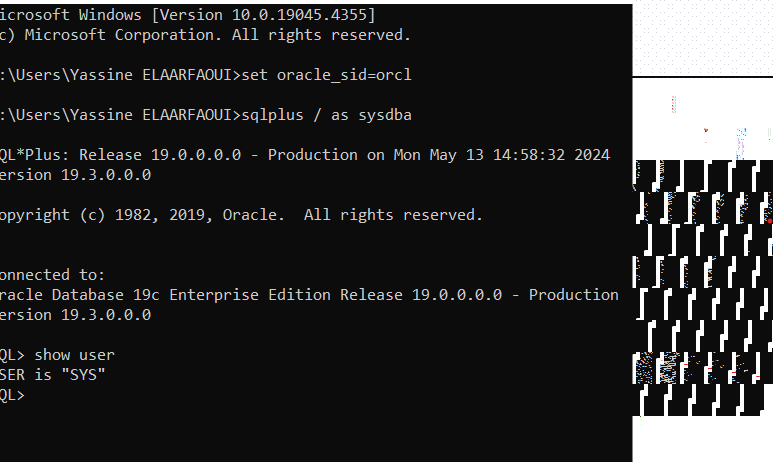 icrosoft Windows [Version 10.0.19045.4355]
c) Microsoft Corporation. All rights reserved.
:\Users\Yassine ELAARFAOUI>set oracle_sid=orcl
:\Users\Yassine ELAARFAOUI>sqlplus / as sysdba
QL*Plus: Release 19.0.0.0.0 - Production on Mon May 13 14:58:32 2024
ersion 19.3.0.0.0
opyright (c) 1982, 2019, Oracle.  All rights reserved.
onnected to:
racle Database 19c Enterprise Edition Release 19.0.0.0.0 - Production
ersion 19.3.0.0.0
QL> show user
SER is "SYS"
QL>